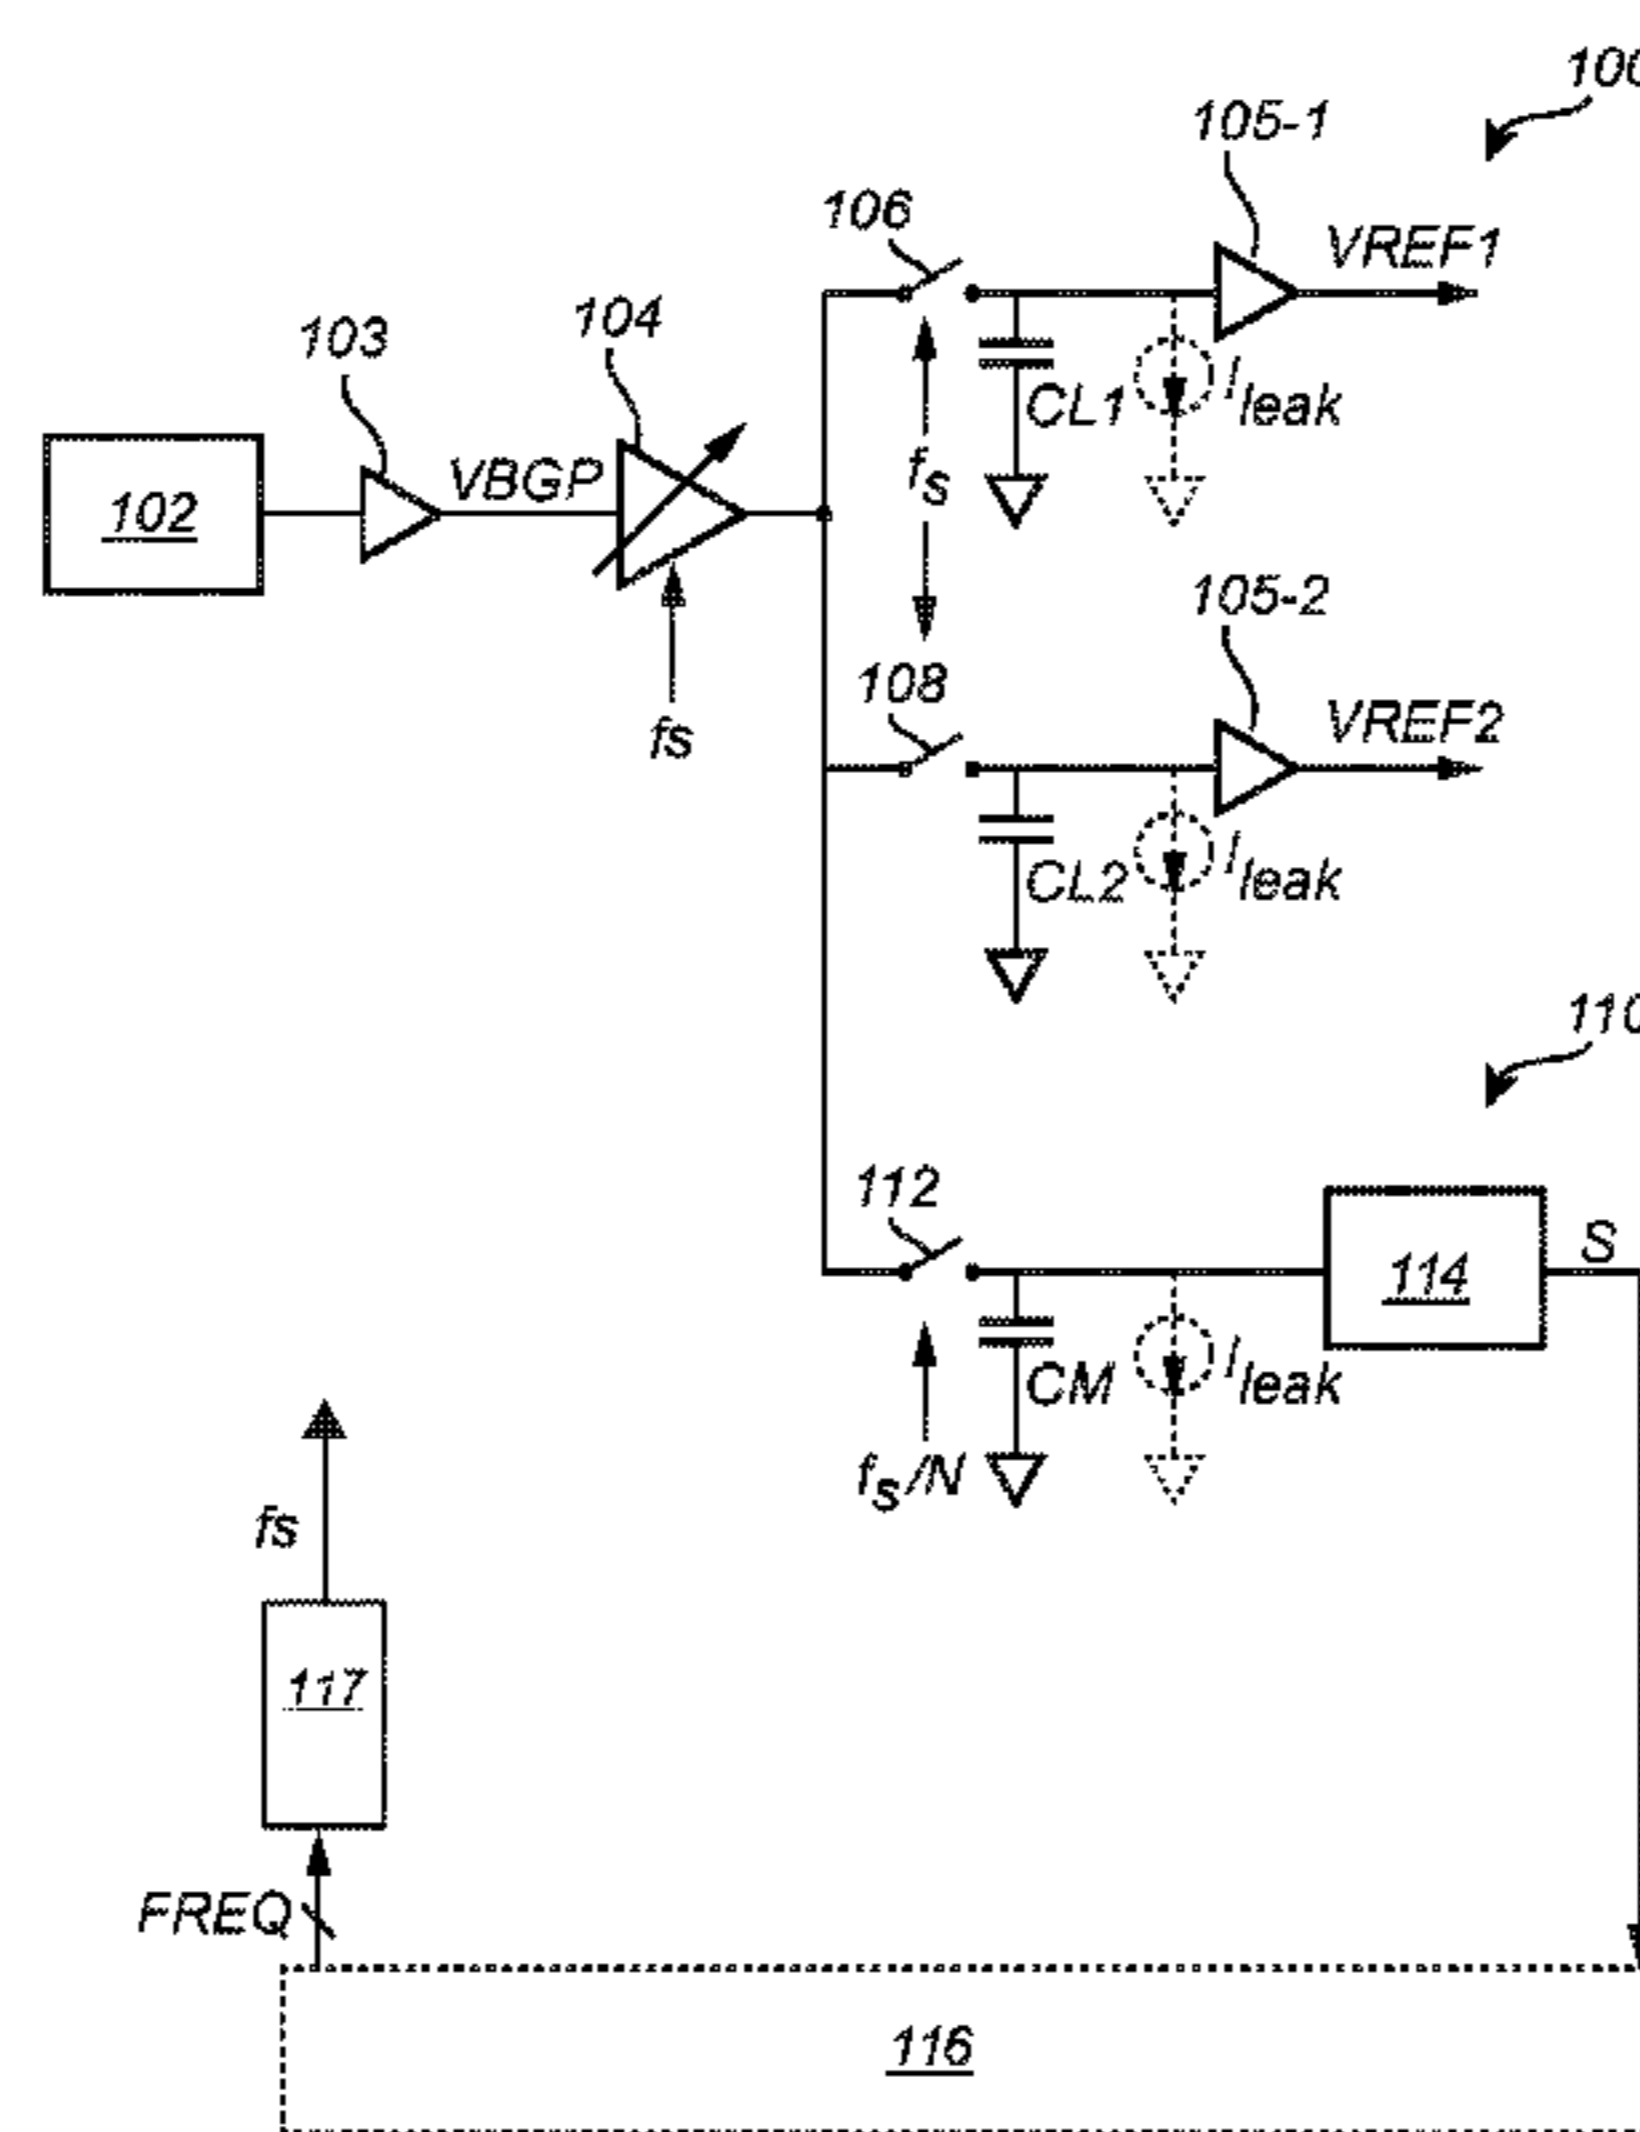 100
105-1
106
VREF1
104
103
CL1
Ileak
VBGP
fs
102
105-2
108
VREF2
fs
CL2
Ileak
110
112
S
114
CM
Ileak
fs/N
fs
117
FREQ
116